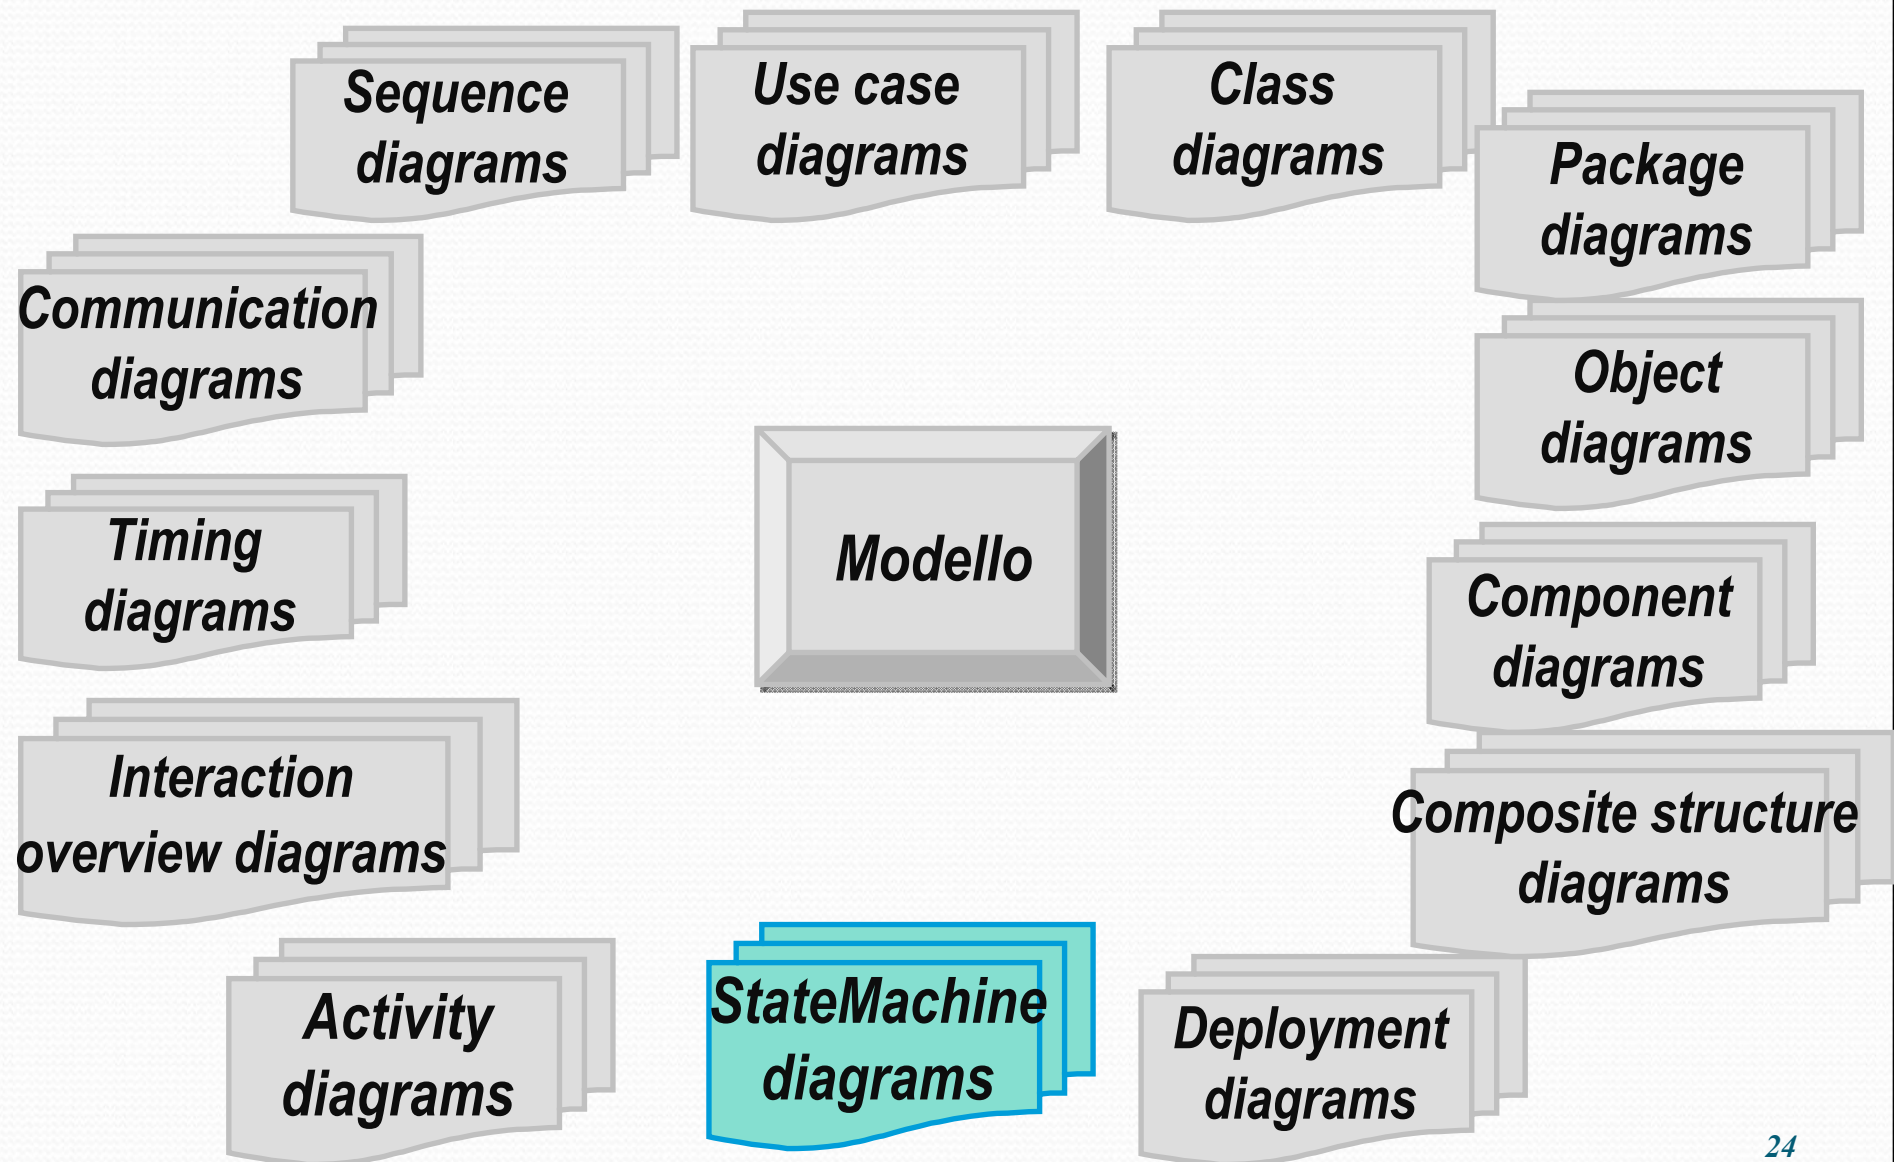 Sequence
diagrams
Use case
diagrams
Class
diagrams
Package
diagrams
Communication
diagrams
Object
diagrams
Timing
diagrams
Modello
Component
diagrams
Interaction
overview diagrams
Composite structure
diagrams
Activity
diagrams
StateMachine
diagrams
Deployment
diagrams
24